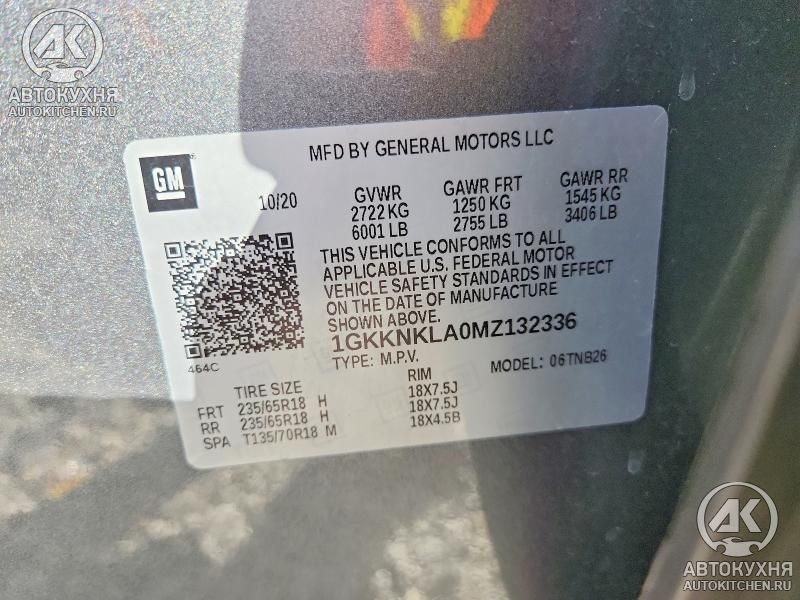 AK
АВТОКУХНЯ
AUTOKITCHEN.RU
MFD BY GENERAL MOTORS LLC
GM
10/20
GVWR GAWR FRT GAWR RR
2722 KG 1250 KG 1545 KG
6001 LB 2755 LB 3406 LB
THIS VEHICLE CONFORMS TO ALL
APPLICABLE U.S. FEDERAL MOTOR
VEHICLE SAFETY STANDARDS IN EFFECT
ON THE DATE OF MANUFACTURE
SHOWN ABOVE.
1GKKNKLA0MZ132336
464C
TYPE: M.P.V. MODEL: 06TNB26
TIRE SIZE RIM
FRT 235/65R18 H 18X7.5J
RR 235/65R18 H 18X7.5J
SPA T135/70R18 M 18X4.5B
AK
АВТОКУХНЯ
AUTOKITCHEN.RU